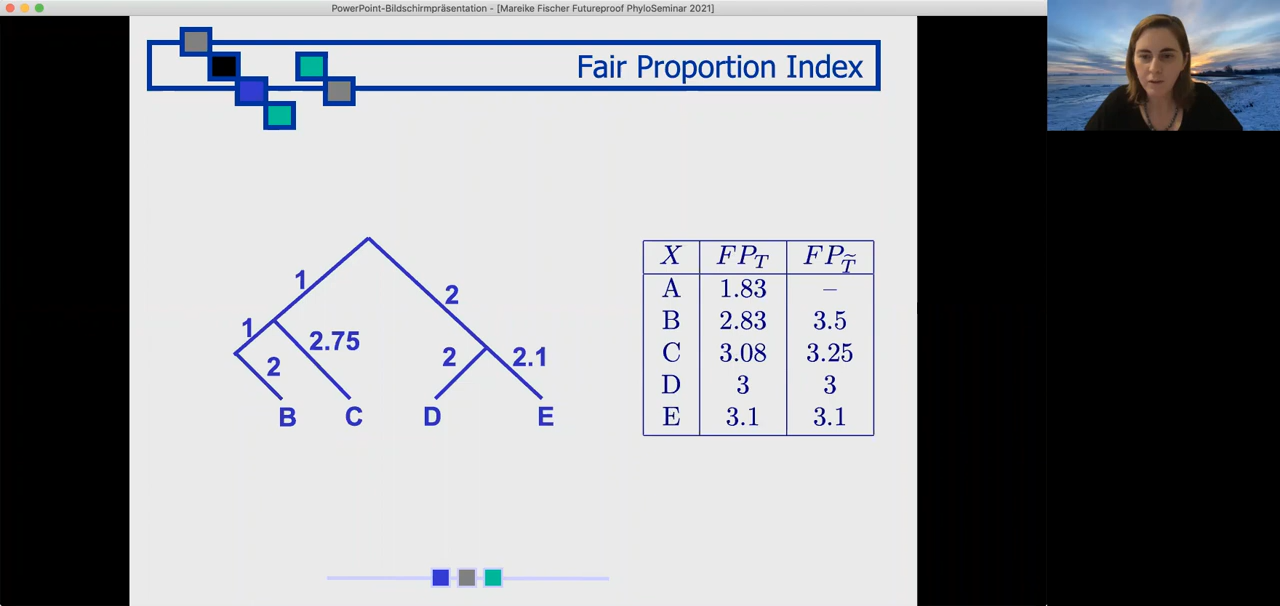 PowerPoint-Bildschirmpräsentation - [Mareike Fischer Futureproof PhyloSeminar 2021]
Fair Proportion Index
1
2
1
2
2.75
2
2.1
B C D E
X FP_T FP_T̃
A 1.83 –
B 2.83 3.5
C 3.08 3.25
D 3 3
E 3.1 3.1